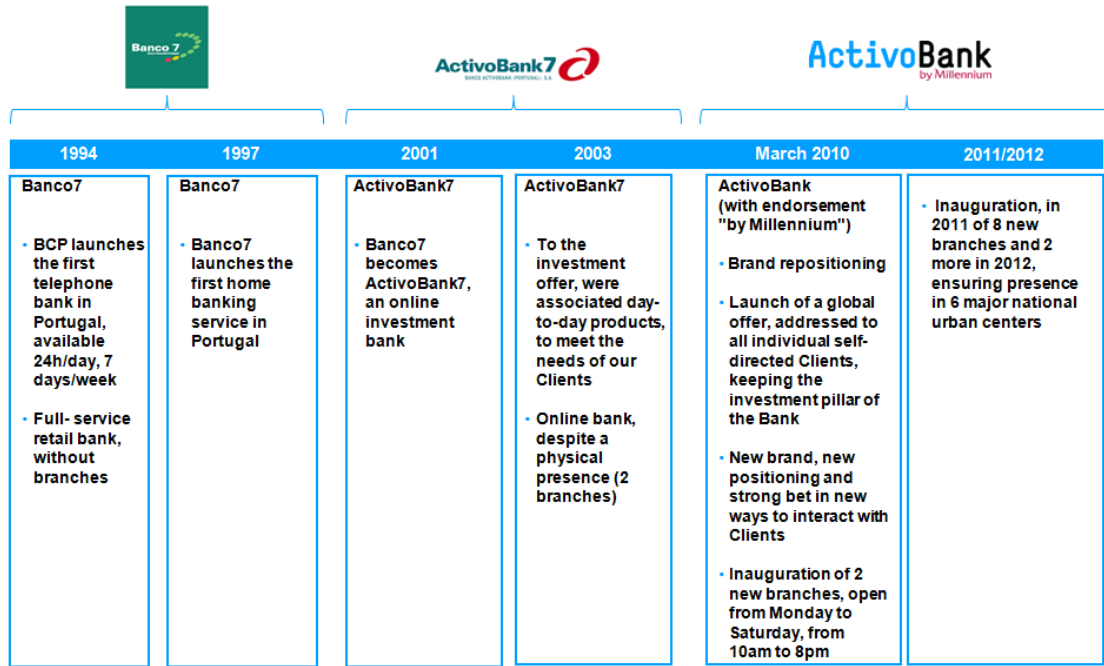 Banco 7
ActivoBank7
BANCO ACTIVOBANK (PORTUGAL), S.A.
ActivoBank
by Millennium
1994
1997
2001
2003
March 2010
2011/2012
Banco7
• BCP launches
the first
telephone
bank in
Portugal,
available
24h/day, 7
days/week
• Full- service
retail bank,
without
branches
Banco7
• Banco7
launches the
first home
banking
service in
Portugal
ActivoBank7
• Banco7
becomes
ActivoBank7,
an online
investment
bank
ActivoBank7
• To the
investment
offer, were
associated day-
to-day products,
to meet the
needs of our
Clients
• Online bank,
despite a
physical
presence (2
branches)
ActivoBank
(with endorsement
"by Millennium")
• Brand repositioning
• Launch of a global
offer, addressed to
all individual self-
directed Clients,
keeping the
investment pillar of
the Bank
• New brand, new
positioning and
strong bet in new
ways to interact with
Clients
• Inauguration of 2
new branches, open
from Monday to
Saturday, from
10am to 8pm
• Inauguration, in
2011 of 8 new
branches and 2
more in 2012,
ensuring presence
in 6 major national
urban centers